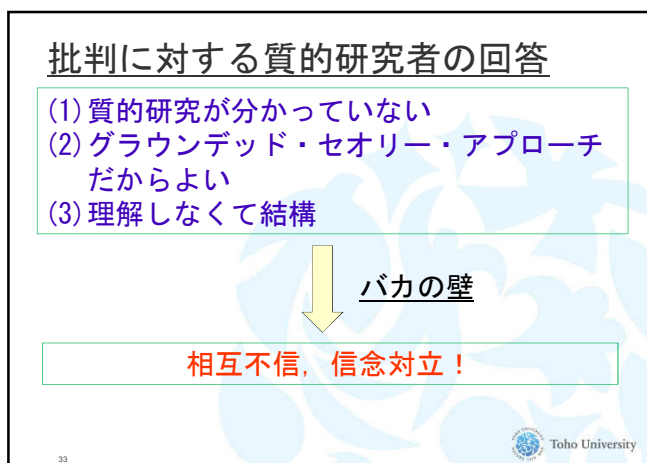 批判に対する質的研究者の回答
(1)質的研究が分かっていない
(2)グラウンデッド・セオリー・アプローチ
だからよい
(3)理解しなくて結構
バカの壁
相互不信，信念対立！
33
Toho University